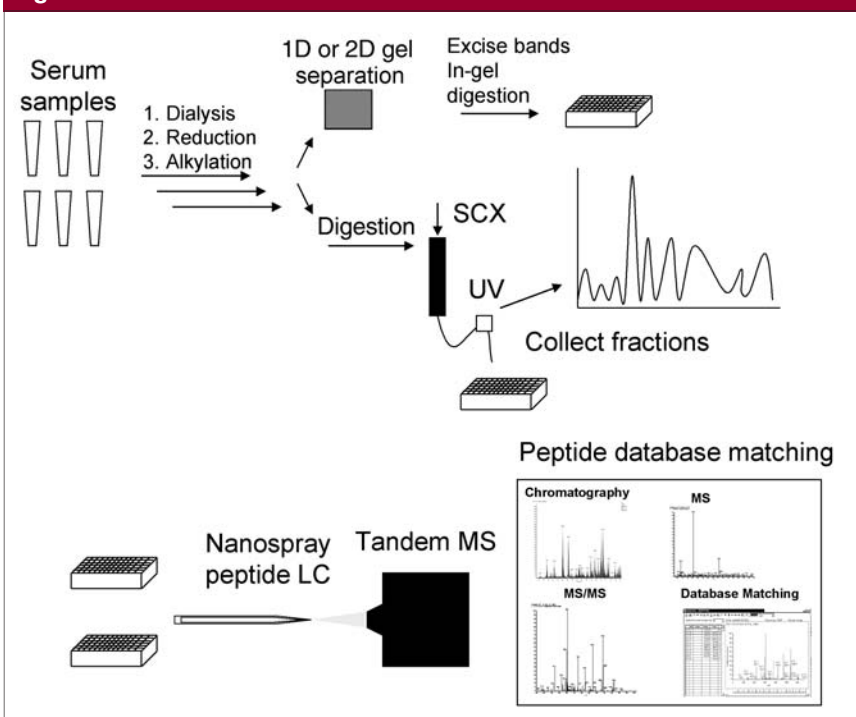 Serum
samples
1. Dialysis
2. Reduction
3. Alkylation
1D or 2D gel
separation
Excise bands
In-gel
digestion
Digestion
SCX
UV
Collect fractions
Peptide database matching
Nanospray
peptide LC
Tandem MS
Chromatography
MS
MS/MS
Database Matching